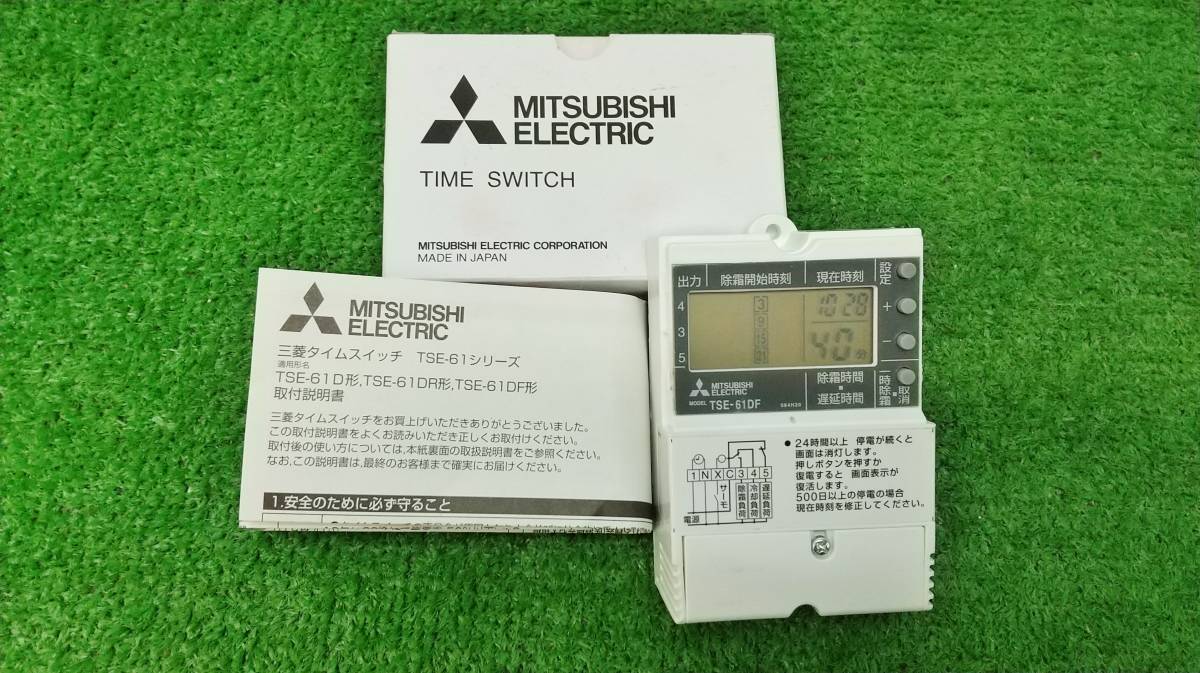 MITSUBISHI
ELECTRIC
TIME SWITCH
MITSUBISHI ELECTRIC CORPORATION
MADE IN JAPAN
MITSUBISHI
ELECTRIC
三菱タイムスイッチ TSE-61シリーズ
適用形名
TSE-61D形,TSE-61DR形,TSE-61DF形
取付説明書
三菱タイムスイッチをお買上げいただきありがとうございました。
この取付説明書をよくお読みいただき正しくお取付けください。
取付後の使い方については,本紙裏面の取扱説明書をご参照ください。
なお,この説明書は,最終のお客様まで確実にお届けください。
1.安全のために必ず守ること
出力 除霜開始時刻 現在時刻 設定
4 3 10 28 +
3 9
15 40 分 −
5 21
MITSUBISHI
ELECTRIC
MODEL TSE-61DF
除霜時間
・
遅延時間
一時除霜・取消
1 N X C 3 4 5
電源
サーモ
除霜負荷
冷却負荷
遅延負荷
● 24時間以上 停電が続くと
画面は消灯します。
押しボタンを押すか
復電すると 画面表示が
復活します。
500日以上の停電の場合
現在時刻を修正してください。